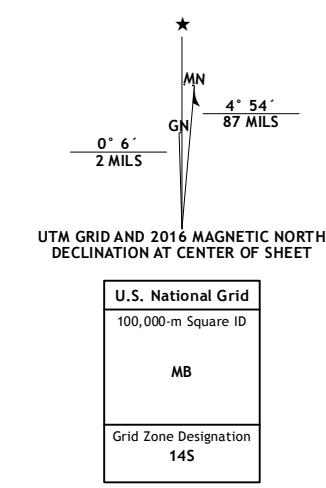 ★
MN
GN
4° 54´
87 MILS
0° 6´
2 MILS
UTM GRID AND 2016 MAGNETIC NORTH
DECLINATION AT CENTER OF SHEET
U.S. National Grid
100,000-m Square ID
MB
Grid Zone Designation
14S